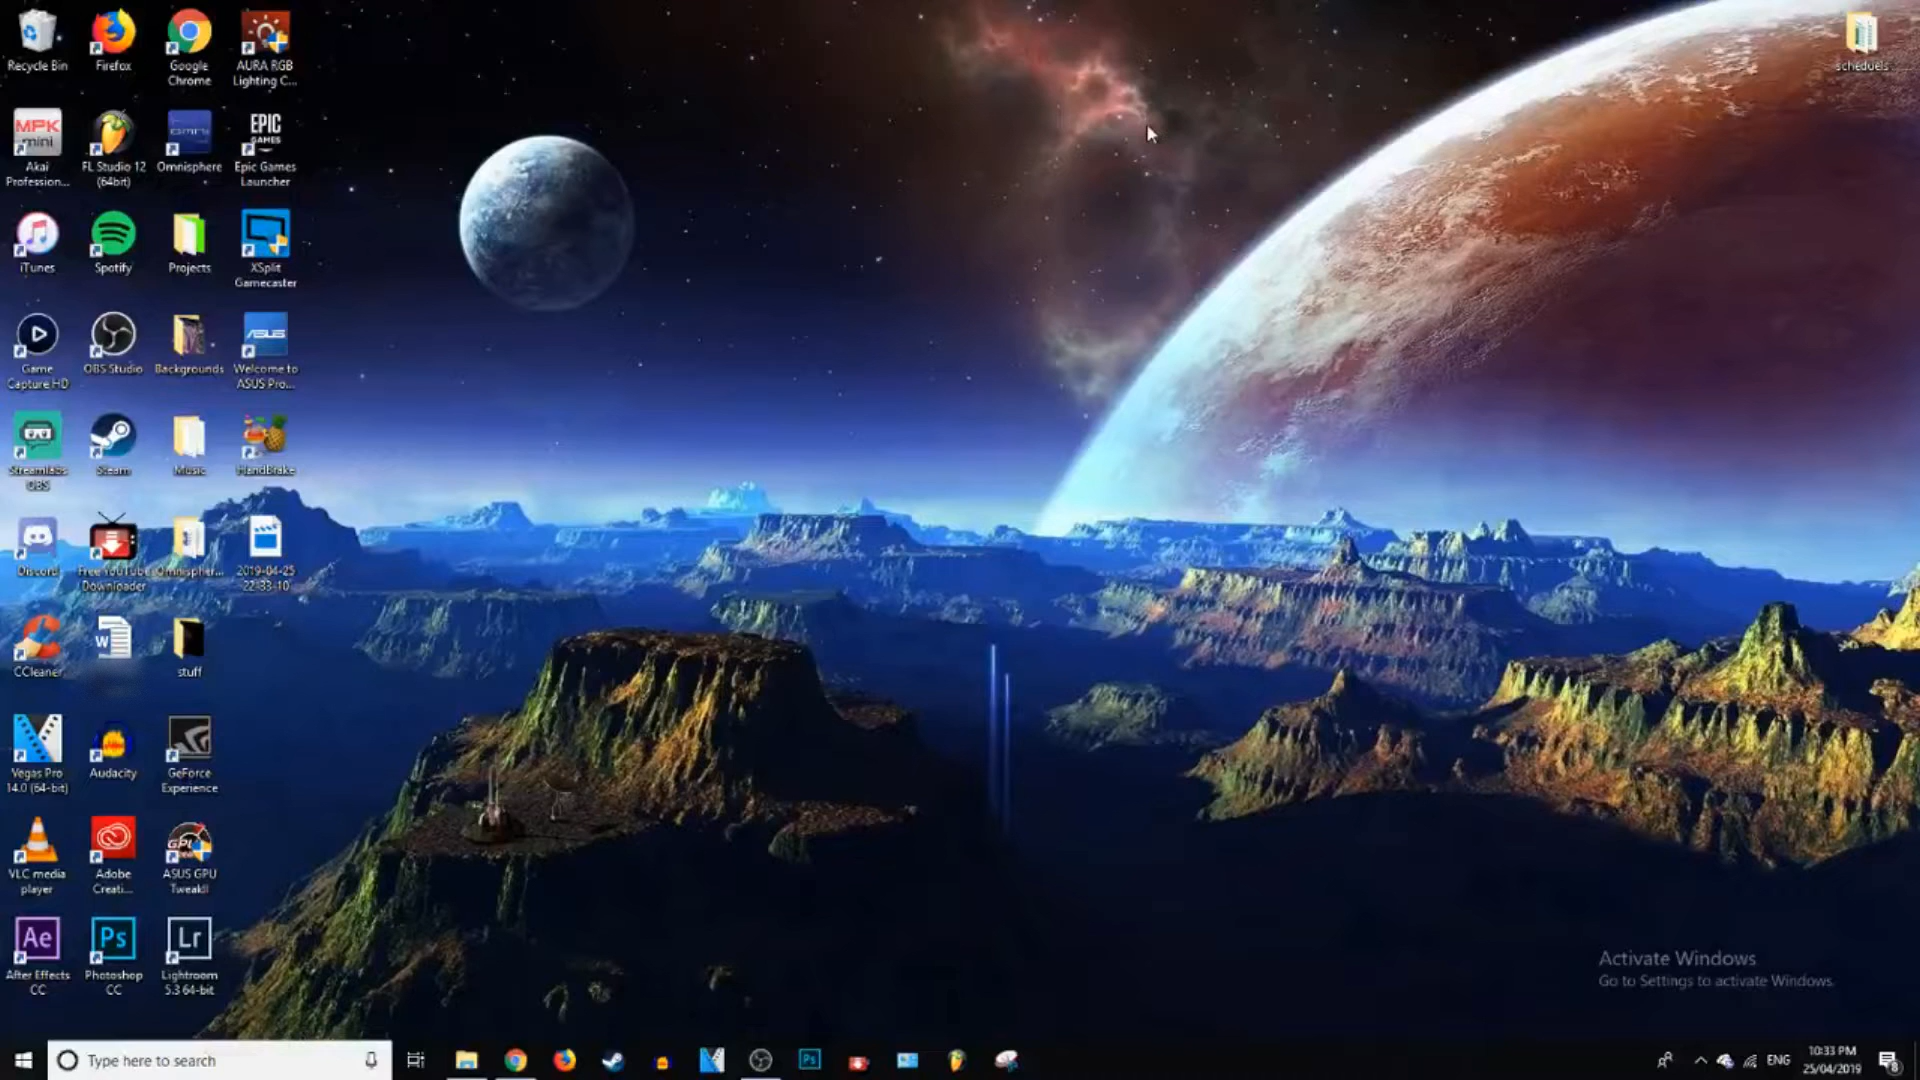 Recycle Bin
Firefox
Google
Chrome
AURA RGB
Lighting C...
scheduels
MPK
mini
Akai
Profession...
FL Studio 12
(64bit)
Omnisphere
EPIC
GAMES
Epic Games
Launcher
iTunes
Spotify
Projects
XSplit
Gamecaster
Game
Capture HD
OBS Studio
Backgrounds
ASUS
Welcome to
ASUS Pro...
Streamlabs
OBS
Steam
Music
HandBrake
Discord
Free YouTube
Downloader
Omnispher...
2019-04-25
22-33-10
CCleaner
W
stuff
Vegas Pro
14.0 (64-bit)
Audacity
GeForce
Experience
VLC media
player
Adobe
Creati...
GPU
ASUS GPU
TweakII
Ae
After Effects
CC
Ps
Photoshop
CC
Lr
Lightroom
5.3 64-bit
Activate Windows
Go to Settings to activate Windows.
Type here to search
Ps
ENG
10:33 PM
25/04/2019
8